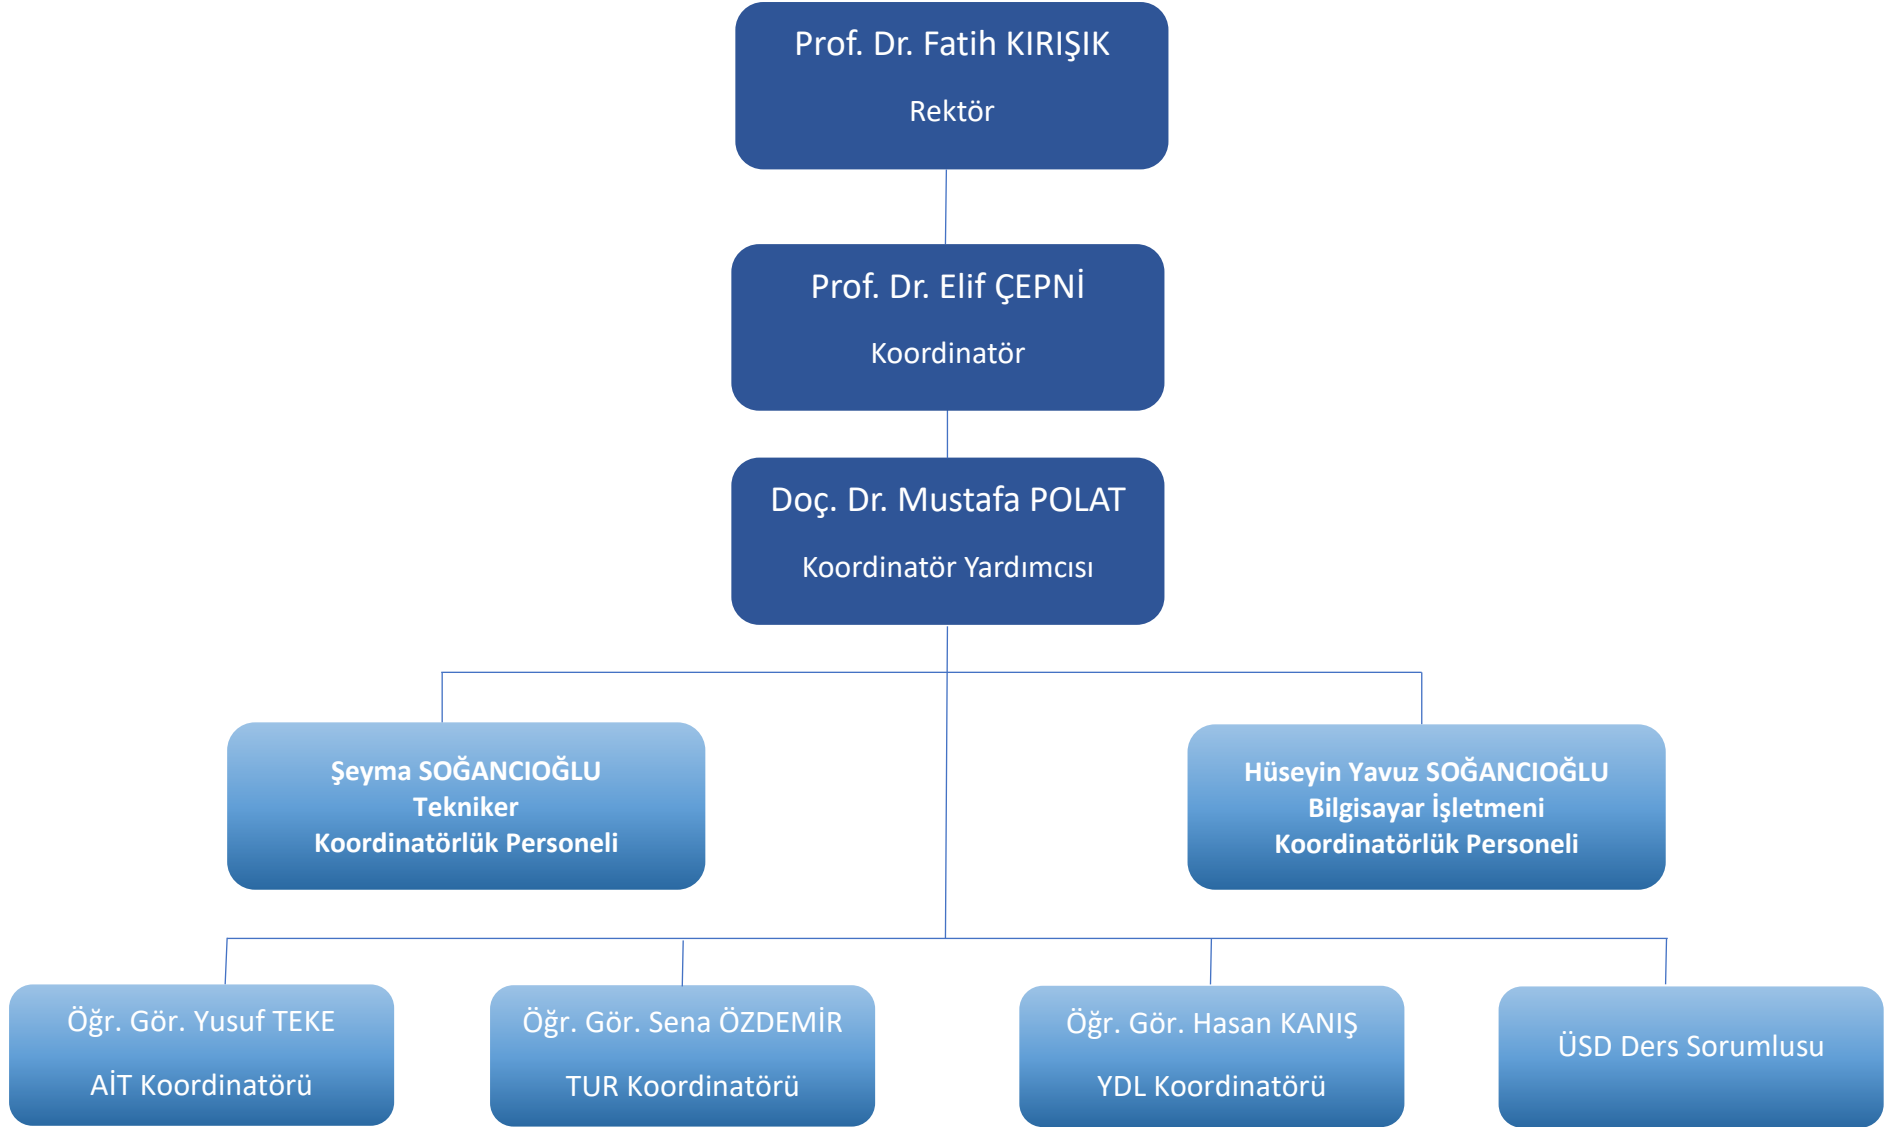 Prof. Dr. Fatih KIRIŞIK
Rektör
Prof. Dr. Elif ÇEPNİ
Koordinatör
Doç. Dr. Mustafa POLAT
Koordinatör Yardımcısı
Şeyma SOĞANCIOĞLU
Tekniker
Koordinatörlük Personeli
Hüseyin Yavuz SOĞANCIOĞLU
Bilgisayar İşletmeni
Koordinatörlük Personeli
Öğr. Gör. Yusuf TEKE
AİT Koordinatörü
Öğr. Gör. Sena ÖZDEMİR
TUR Koordinatörü
Öğr. Gör. Hasan KANIŞ
YDL Koordinatörü
ÜSD Ders Sorumlusu